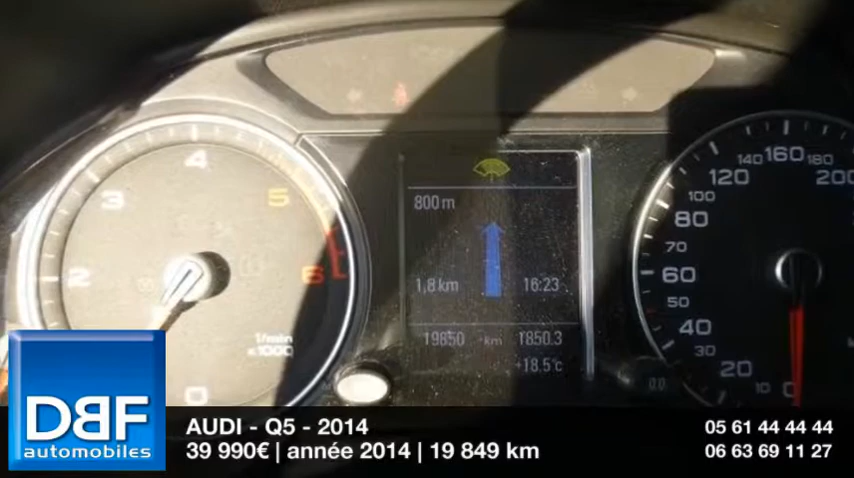 800 m
1,8 km 16:23
19850 km 1850.3
+18.5°c
1
2
3
4
5
6
0
1/min
x1000
0
10
20
30
40
50
60
70
80
100
120
140
160
180
200
0.0
DBF
automobiles
AUDI - Q5 - 2014
39 990€ | année 2014 | 19 849 km
05 61 44 44 44
06 63 69 11 27